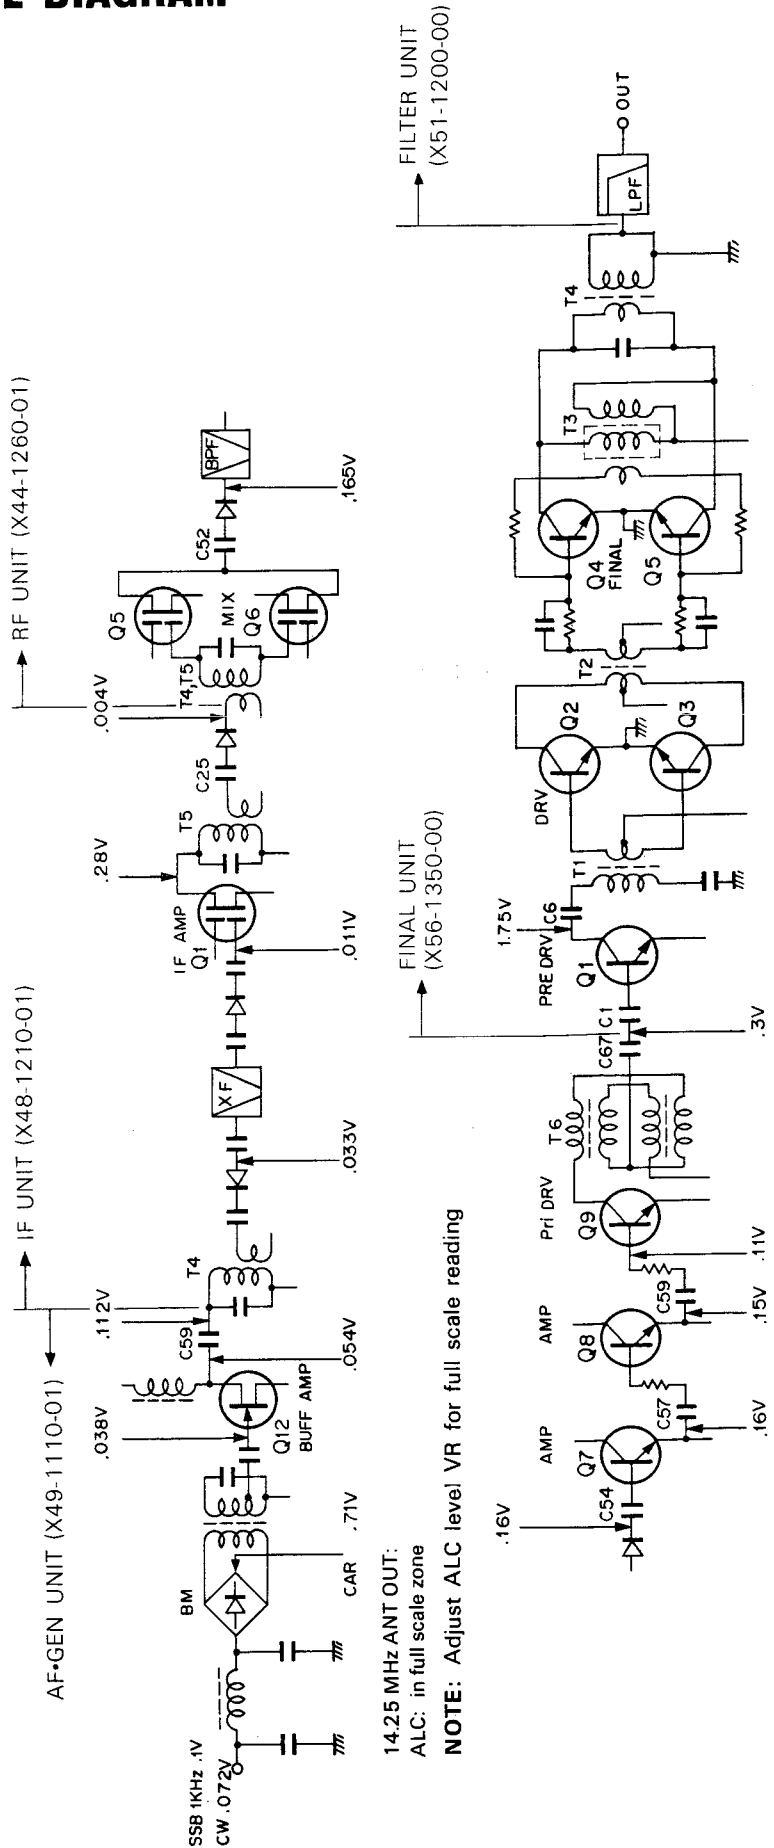 E DIAGRAM
AF•GEN UNIT (X49-1110-01)
IF UNIT (X48-1210-01)
RF UNIT (X44-1260-01)
SSB 1KHz .1V
CW .072V
BM
CAR
.71V
.038V
Q12
BUFF AMP
.054V
C59
.112V
T4
.033V
XF
.011V
IF AMP
Q1
.28V
T5
C25
.004V
T4,T5
Q5
MIX
Q6
C52
.165V
BPF
14.25 MHz ANT OUT:
ALC: in full scale zone
NOTE: Adjust ALC level VR for full scale reading
FINAL UNIT
(X56-1350-00)
FILTER UNIT
(X51-1200-00)
.16V
C54
AMP
Q7
.16V
C57
AMP
Q8
.15V
C59
.11V
Pri DRV
Q9
T6
C67
C1
.3V
PRE DRV
Q1
1.75V
C6
T1
DRV
Q2
Q3
T2
Q4
FINAL
Q5
T3
T4
LPF
OUT